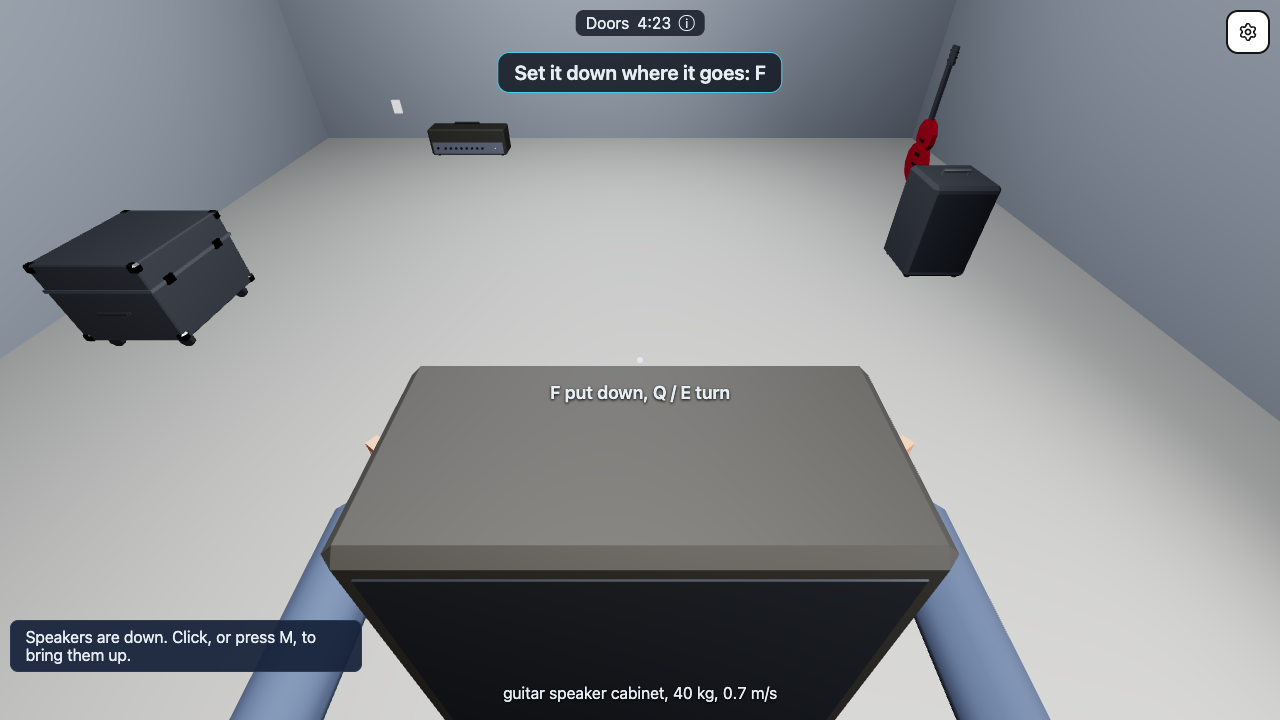 Doors 4:23 ⓘ
Set it down where it goes: F
F put down, Q / E turn
Speakers are down. Click, or press M, to
bring them up.
guitar speaker cabinet, 40 kg, 0.7 m/s